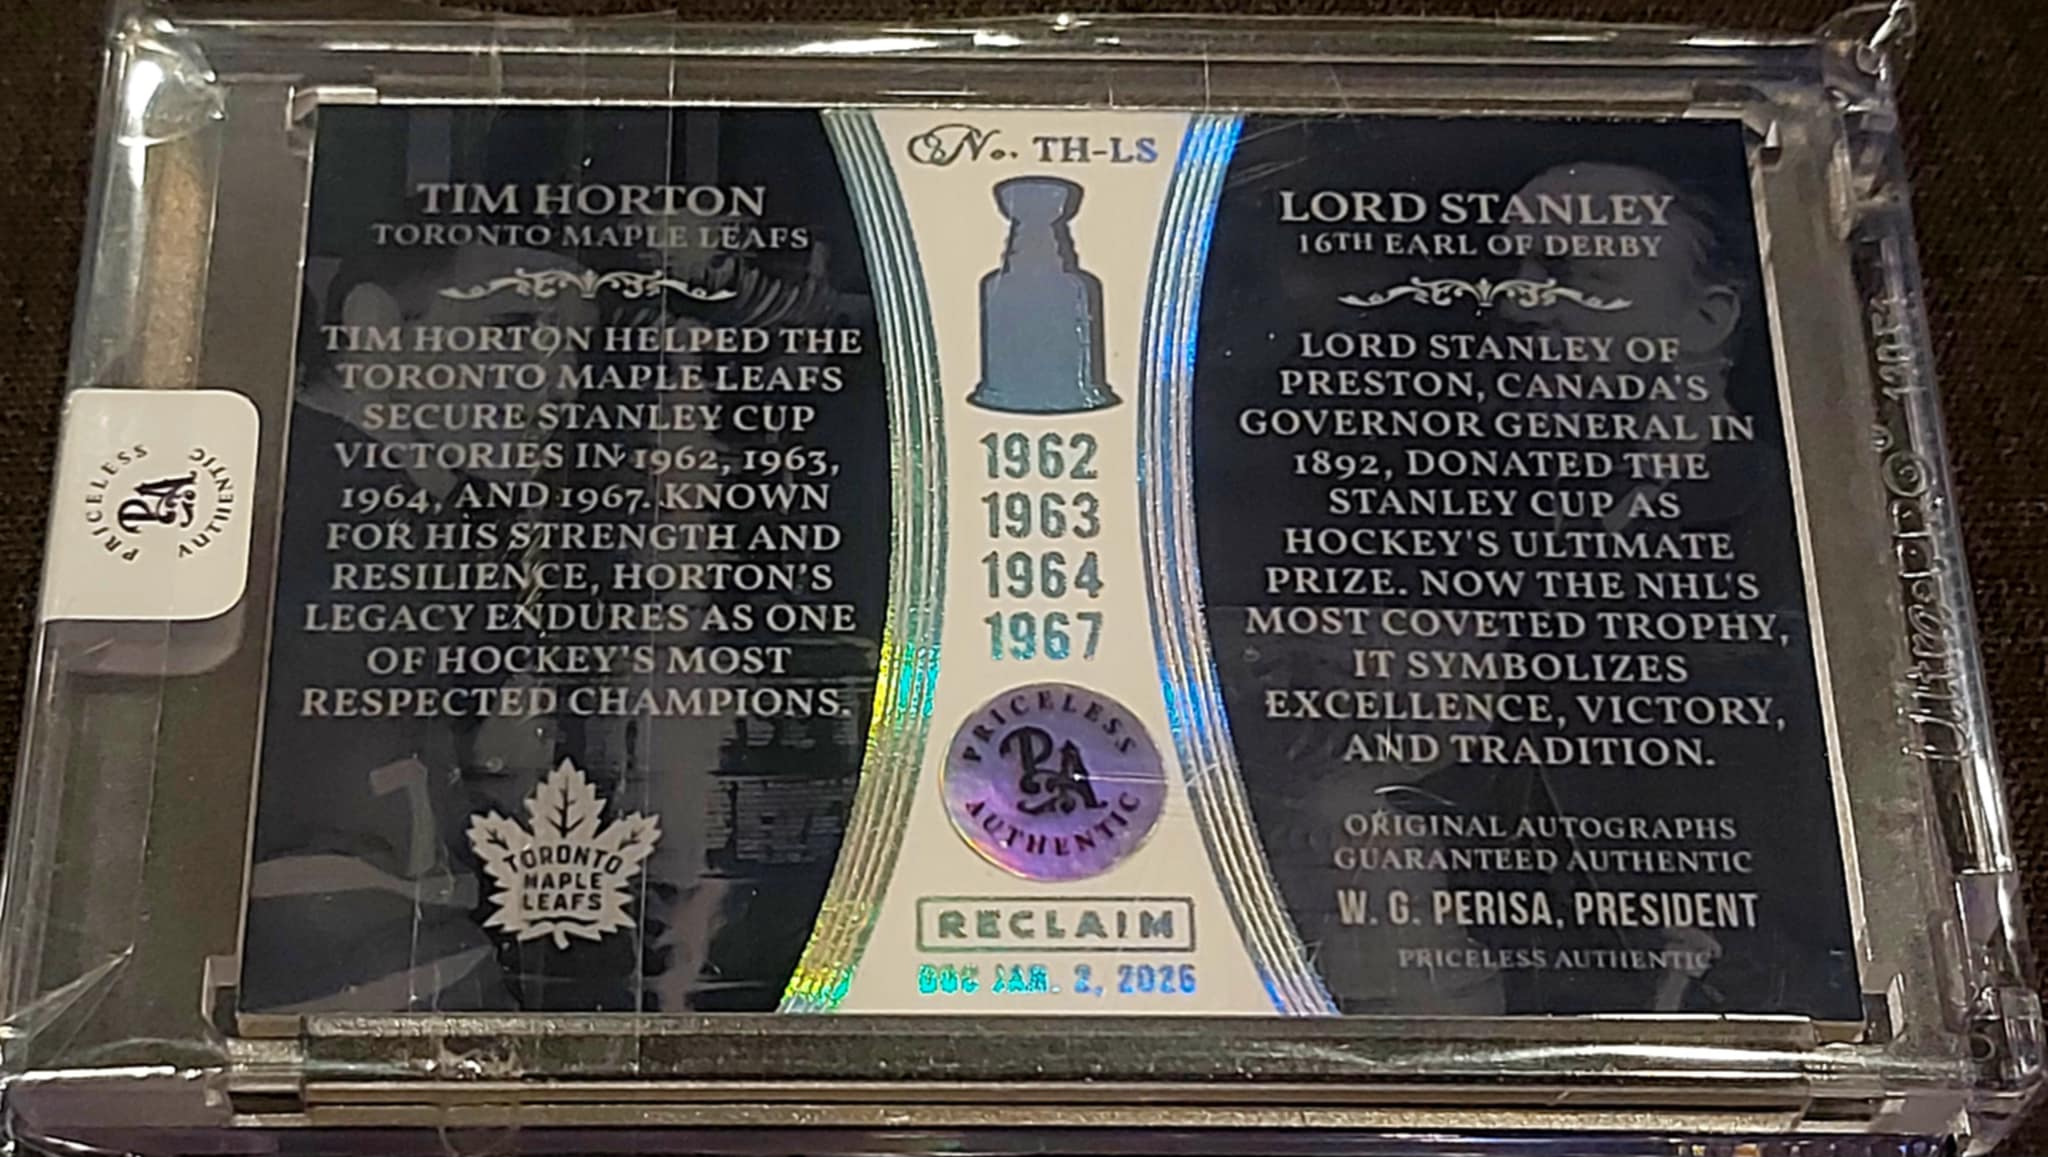 No. TH-LS
TIM HORTON
TORONTO MAPLE LEAFS
TIM HORTON HELPED THE
TORONTO MAPLE LEAFS
SECURE STANLEY CUP
VICTORIES IN 1962, 1963,
1964, AND 1967. KNOWN
FOR HIS STRENGTH AND
RESILIENCE, HORTON'S
LEGACY ENDURES AS ONE
OF HOCKEY'S MOST
RESPECTED CHAMPIONS.
TORONTO
MAPLE
LEAFS
1962
1963
1964
1967
PRICELESS
PA
AUTHENTIC
RECLAIM
JAN. 2, 2026
LORD STANLEY
16TH EARL OF DERBY
LORD STANLEY OF
PRESTON, CANADA'S
GOVERNOR GENERAL IN
1892, DONATED THE
STANLEY CUP AS
HOCKEY'S ULTIMATE
PRIZE. NOW THE NHL'S
MOST COVETED TROPHY,
IT SYMBOLIZES
EXCELLENCE, VICTORY,
AND TRADITION.
ORIGINAL AUTOGRAPHS
GUARANTEED AUTHENTIC
W. G. PERISA, PRESIDENT
PRICELESS AUTHENTIC
PRICELESS
PA
AUTHENTIC